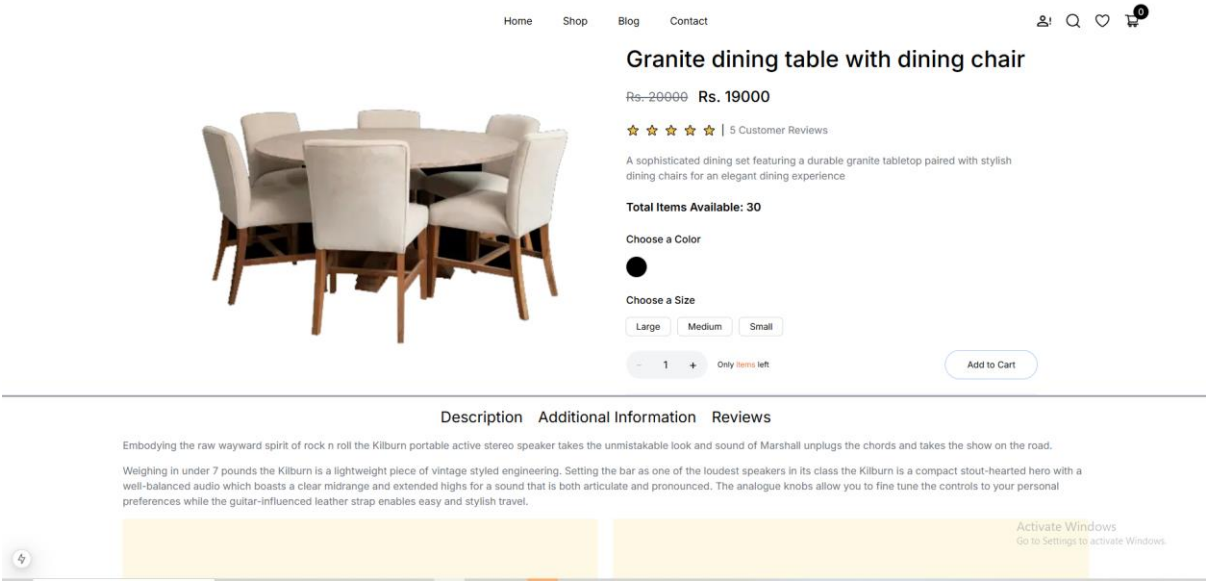 Home Shop Blog Contact
0
Granite dining table with dining chair
Rs. 20000 Rs. 19000
| 5 Customer Reviews
A sophisticated dining set featuring a durable granite tabletop paired with stylish
dining chairs for an elegant dining experience
Total Items Available: 30
Choose a Color
Choose a Size
Large Medium Small
- 1 + Only items left Add to Cart
Description Additional Information Reviews
Embodying the raw wayward spirit of rock n roll the Kilburn portable active stereo speaker takes the unmistakable look and sound of Marshall unplugs the chords and takes the show on the road.
Weighing in under 7 pounds the Kilburn is a lightweight piece of vintage styled engineering. Setting the bar as one of the loudest speakers in its class the Kilburn is a compact stout-hearted hero with a
well-balanced audio which boasts a clear midrange and extended highs for a sound that is both articulate and pronounced. The analogue knobs allow you to fine tune the controls to your personal
preferences while the guitar-influenced leather strap enables easy and stylish travel.
Activate Windows
Go to Settings to activate Windows.